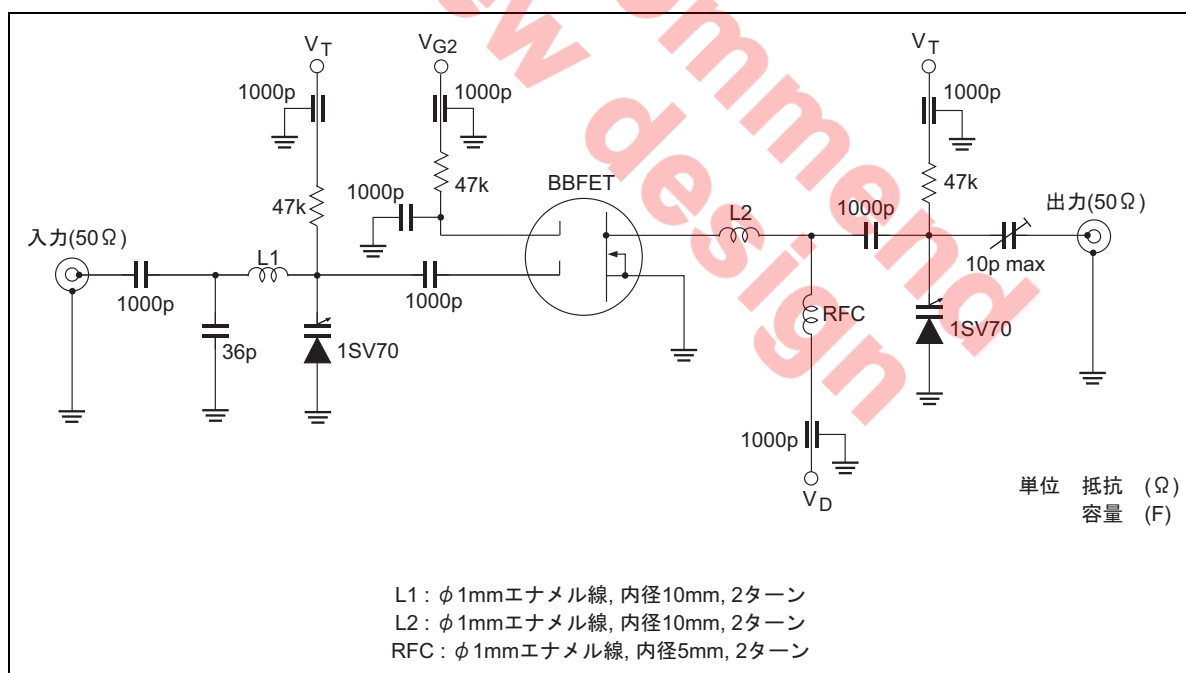 ommend
w design
VT
VG2
VT
1000p
1000p
1000p
47k
47k
47k
1000p
BBFET
L2
1000p
出力(50Ω)
入力(50Ω)
L1
10p max
1000p
1000p
36p
1SV70
RFC
1SV70
1000p
VD
単位 抵抗 (Ω)
容量 (F)
L1 : φ1mmエナメル線, 内径10mm, 2ターン
L2 : φ1mmエナメル線, 内径10mm, 2ターン
RFC : φ1mmエナメル線, 内径5mm, 2ターン